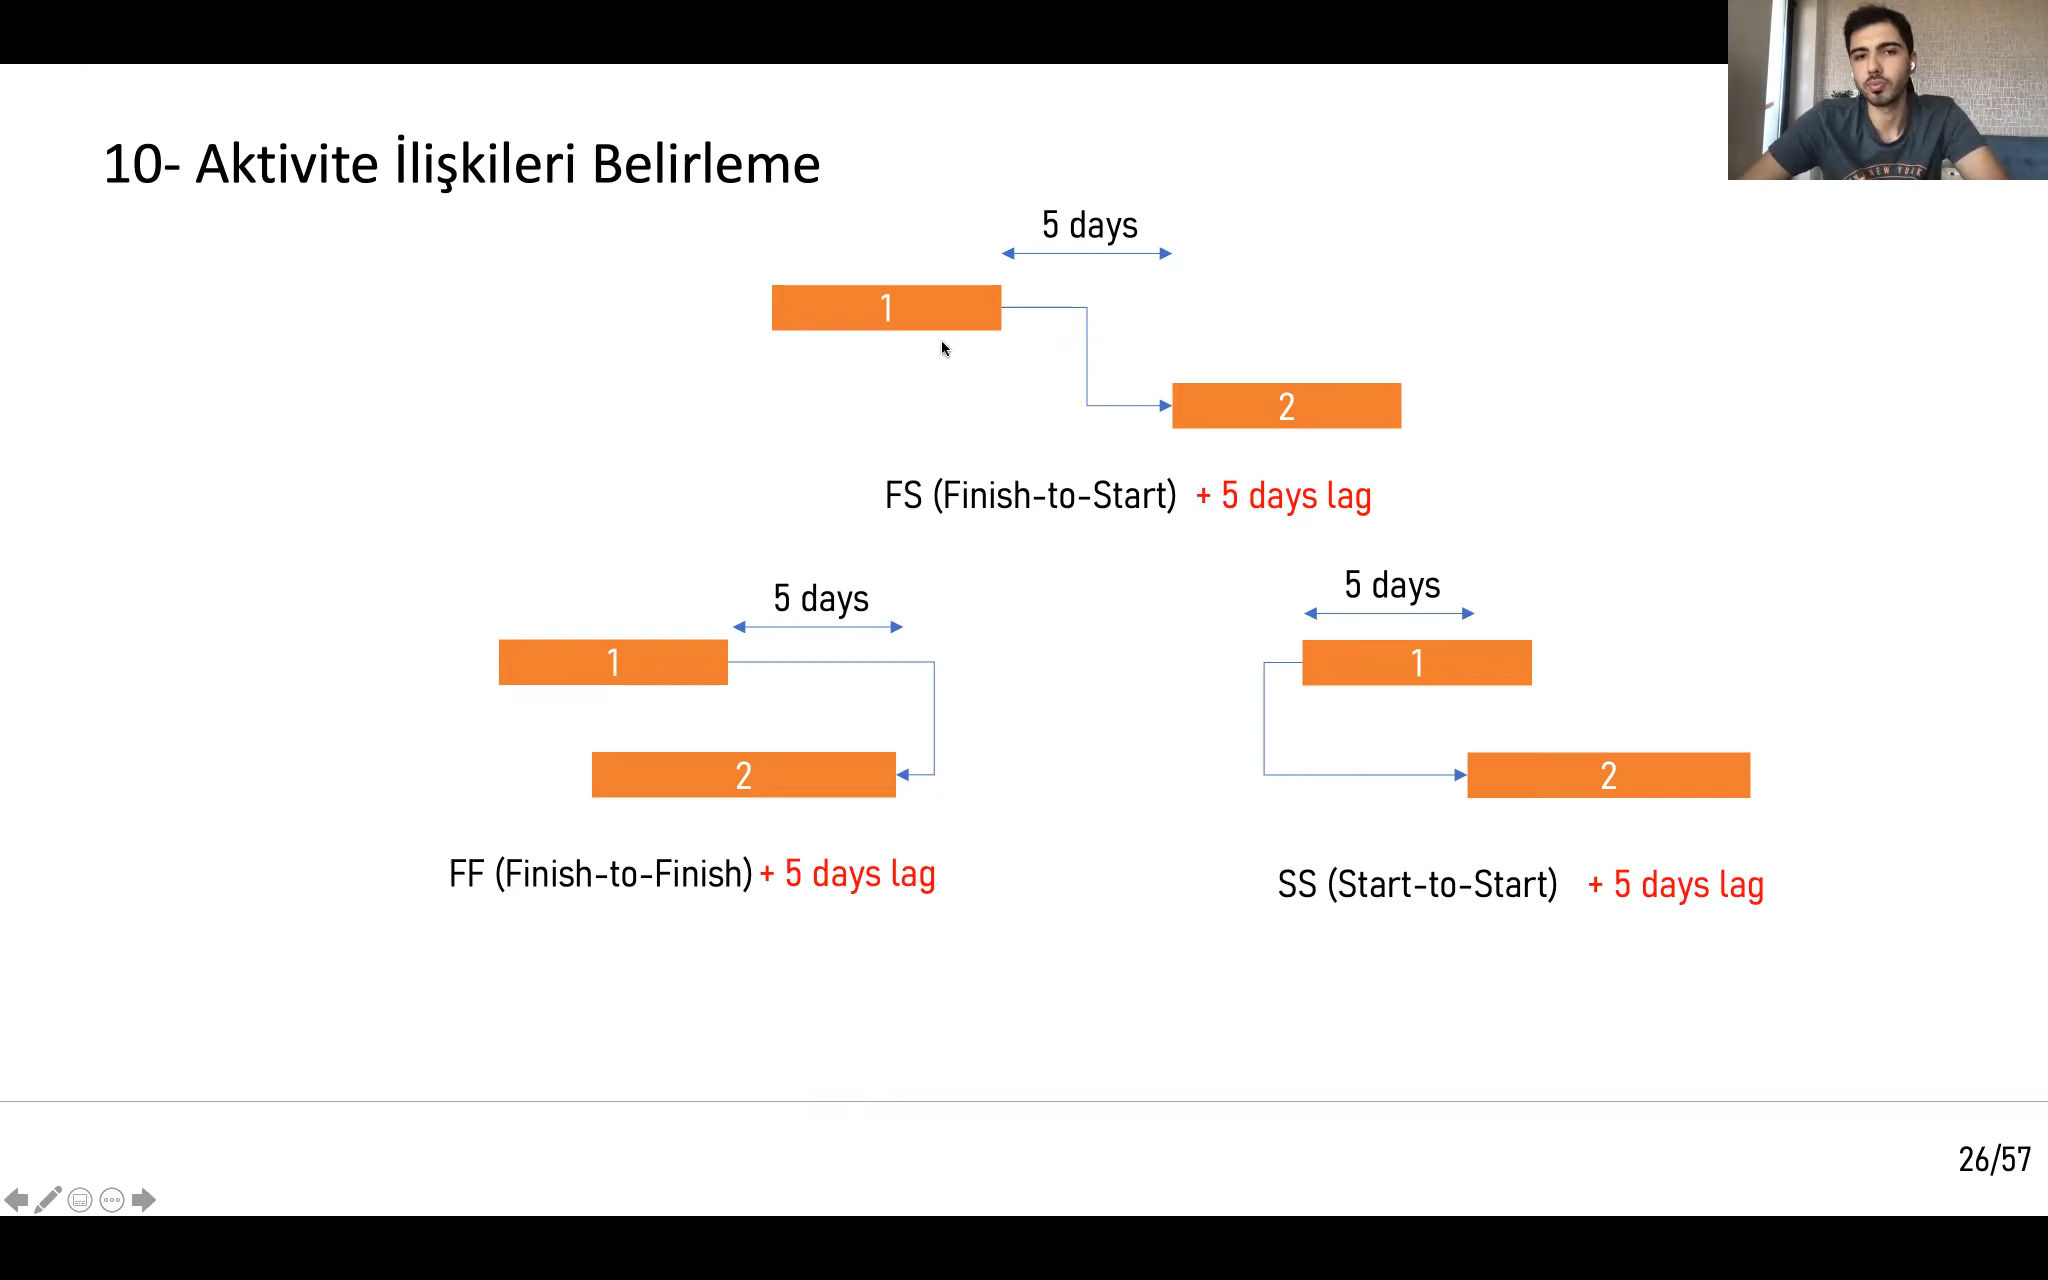 10- Aktivite İlişkileri Belirleme
5 days
1
2
FS (Finish-to-Start) + 5 days lag
5 days
1
2
FF (Finish-to-Finish) + 5 days lag
5 days
1
2
SS (Start-to-Start) + 5 days lag
NEW YORK
26/57